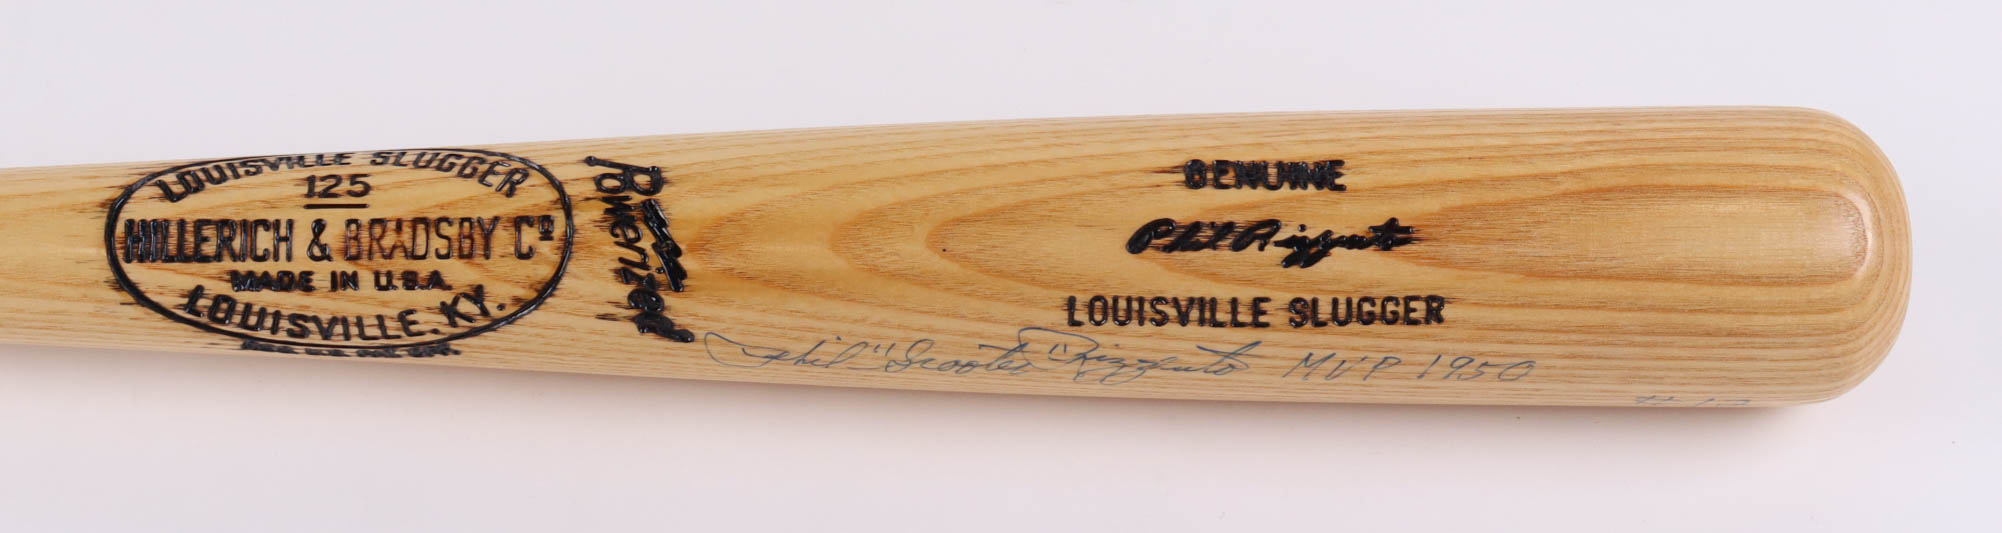 LOUISVILLE SLUGGER
125
HILLERICH & BRADSBY Cº
MADE IN U.S.A.
LOUISVILLE, KY.
Powerized
GENUINE
Phil Rizzuto
LOUISVILLE SLUGGER
Phil "Scooter" Rizzuto MVP 1950